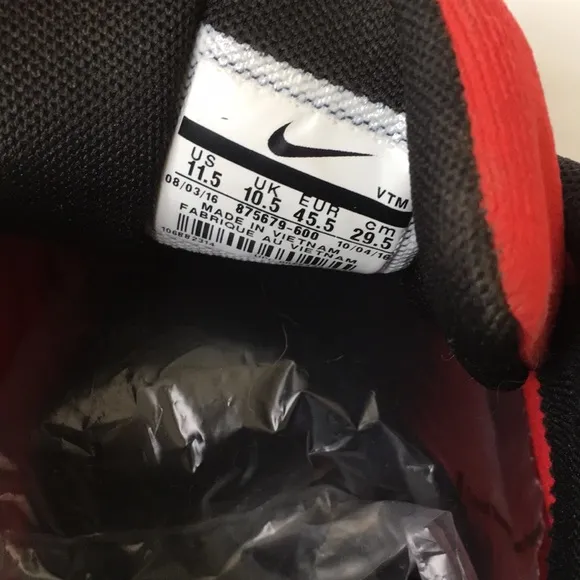 US UK EUR cm VTM
11.5 10.5 45.5 29.5
08/03/16 875679-600 10/04/16
MADE IN VIETNAM
FABRIQUE AU VIETNAM
106882314